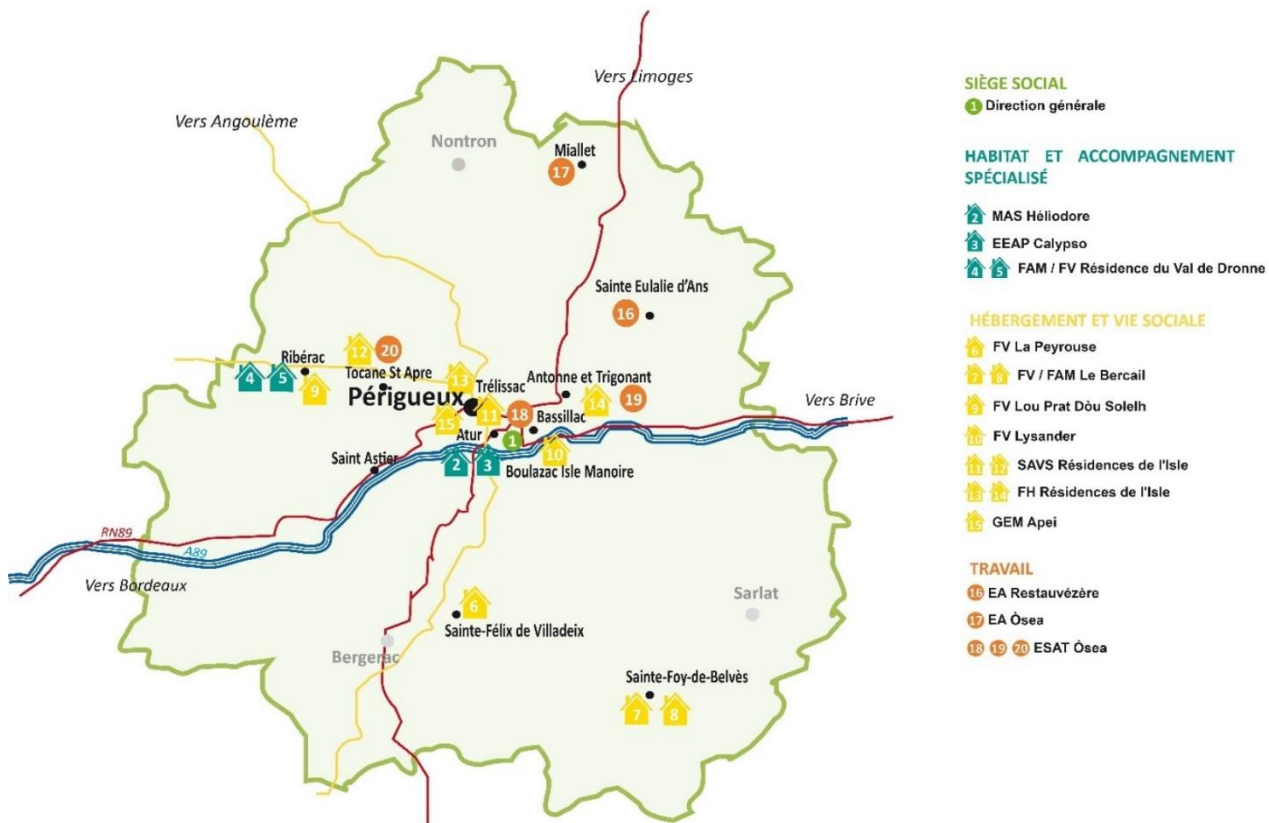 Vers Limoges
Vers Angoulème
Nontron
Miallet
17
Sainte Eulalie d'Ans
16
12
20
Ribérac
4
5
9
Tocane St Apre
13
Trélissac
Périgueux
Antonne et Trigonant
14
19
11
18
15
Bassillac
Vers Brive
Atur
1
10
Saint Astier
2
3
Boulazac Isle Manoire
RN89
A89
Vers Bordeaux
6
Sainte-Félix de Villadeix
Sarlat
Bergerac
Sainte-Foy-de-Belvès
7
8
SIÈGE SOCIAL
1 Direction générale
HABITAT ET ACCOMPAGNEMENT
SPÉCIALISÉ
2 MAS Héliodore
3 EEAP Calypso
4 5 FAM / FV Résidence du Val de Dronne
HÉBERGEMENT ET VIE SOCIALE
6 FV La Peyrouse
7 8 FV / FAM Le Bercail
9 FV Lou Prat Dòu Solelh
10 FV Lysander
11 12 SAVS Résidences de l'Isle
13 14 FH Résidences de l'Isle
15 GEM Apei
TRAVAIL
16 EA Restauvézère
17 EA Òsea
18 19 20 ESAT Òsea